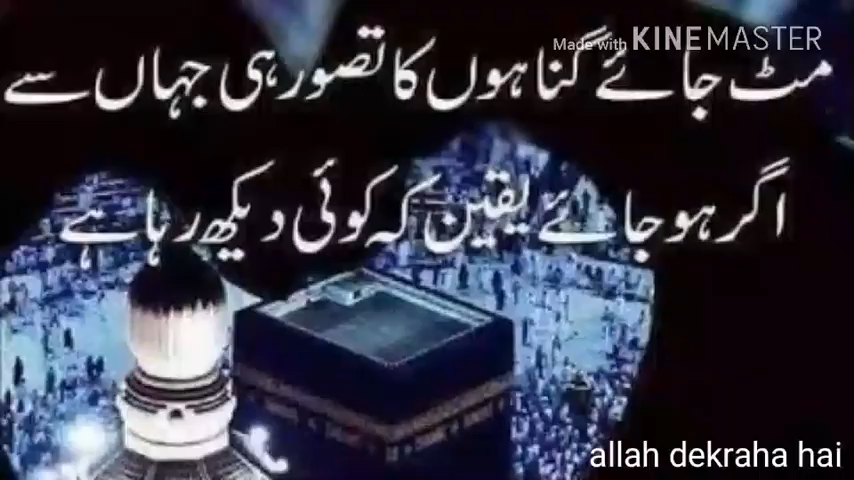 Made with KINEMASTER
مٹ جائے گناہوں کا تصور ہی جہاں سے
اگر ہو جائے یقین کہ کوئی دیکھ رہا ہے
allah dekraha hai